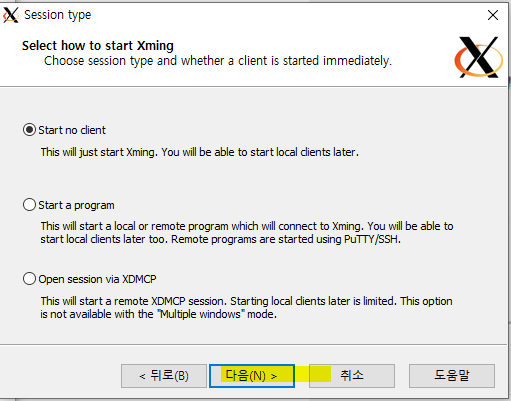 Session type
Select how to start Xming
Choose session type and whether a client is started immediately.
Start no client
This will just start Xming. You will be able to start local clients later.
Start a program
This will start a local or remote program which will connect to Xming. You will be able to
start local clients later too. Remote programs are started using PuTTY/SSH.
Open session via XDMCP
This will start a remote XDMCP session. Starting local clients later is limited. This option
is not available with the "Multiple windows" mode.
< 뒤로(B) 다음(N) > 취소 도움말